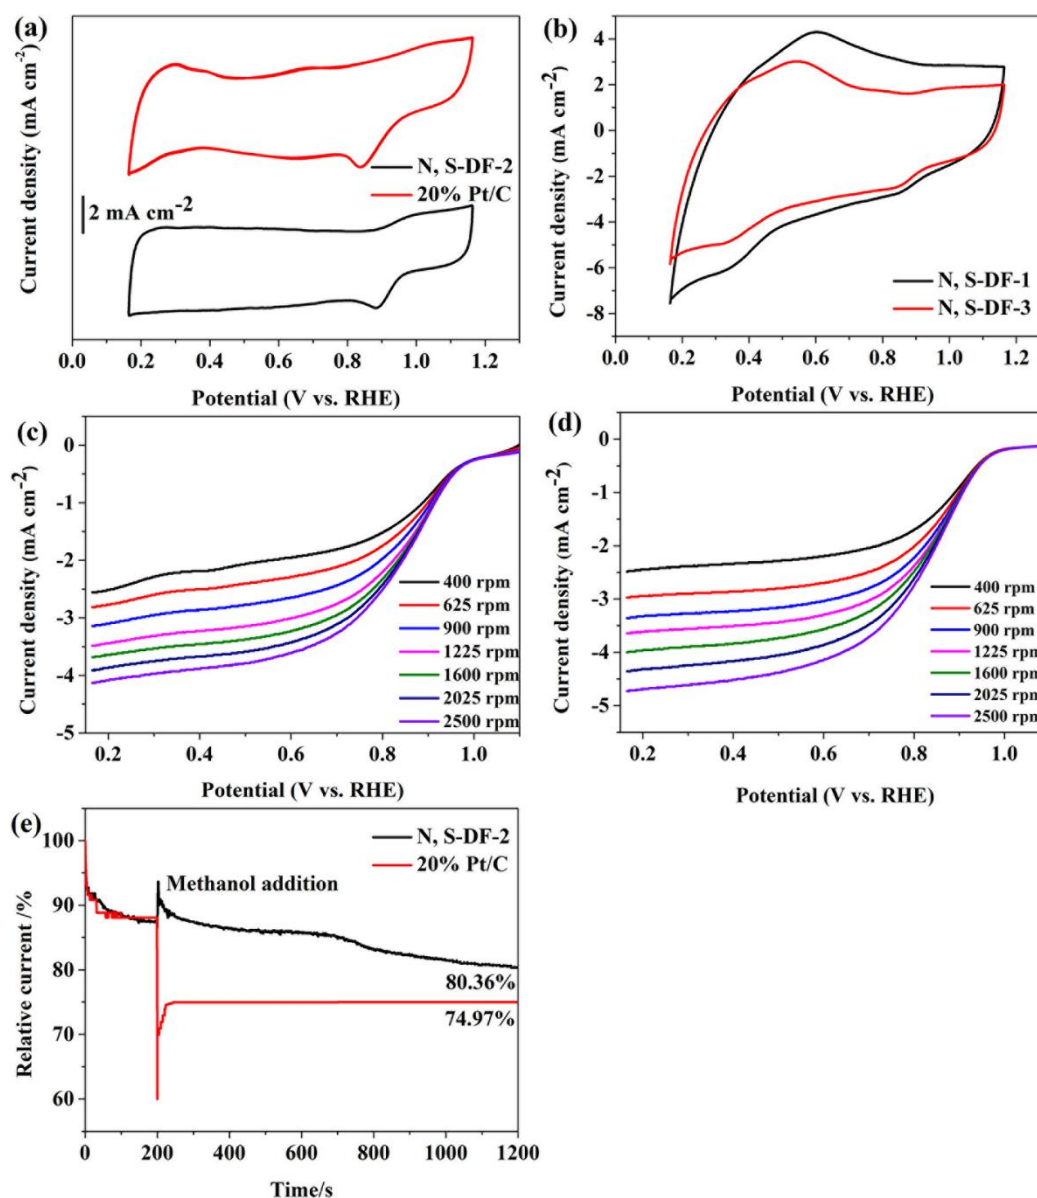 (a)
Current density (mA cm-2)
N, S-DF-2
20% Pt/C
2 mA cm-2
0.0 0.2 0.4 0.6 0.8 1.0 1.2
Potential (V vs. RHE)
(b)
Current density (mA cm-2)
4
2
0
-2
-4
-6
-8
N, S-DF-1
N, S-DF-3
0.0 0.2 0.4 0.6 0.8 1.0 1.2
Potential (V vs. RHE)
(c)
Current density (mA cm-2)
0
-1
-2
-3
-4
-5
400 rpm
625 rpm
900 rpm
1225 rpm
1600 rpm
2025 rpm
2500 rpm
0.2 0.4 0.6 0.8 1.0
Potential (V vs. RHE)
(d)
Current density (mA cm-2)
0
-1
-2
-3
-4
-5
400 rpm
625 rpm
900 rpm
1225 rpm
1600 rpm
2025 rpm
2500 rpm
0.2 0.4 0.6 0.8 1.0
Potential (V vs. RHE)
(e)
Relative current /%
100
90
80
70
60
N, S-DF-2
20% Pt/C
Methanol addition
80.36%
74.97%
0 200 400 600 800 1000 1200
Time/s